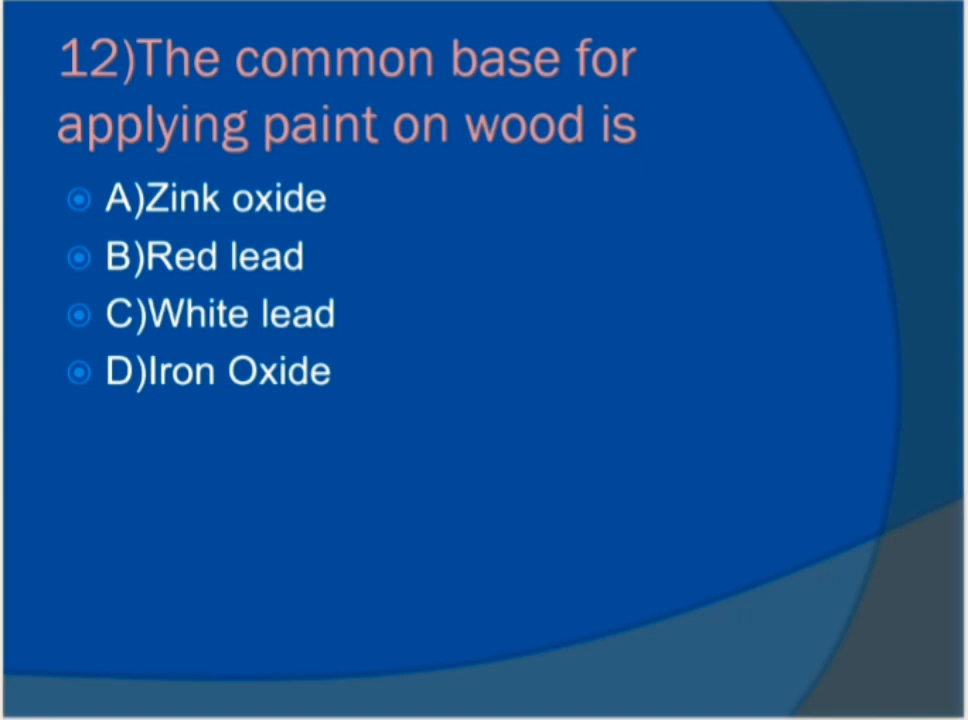 12)The common base for
applying paint on wood is
A)Zink oxide
B)Red lead
C)White lead
D)Iron Oxide